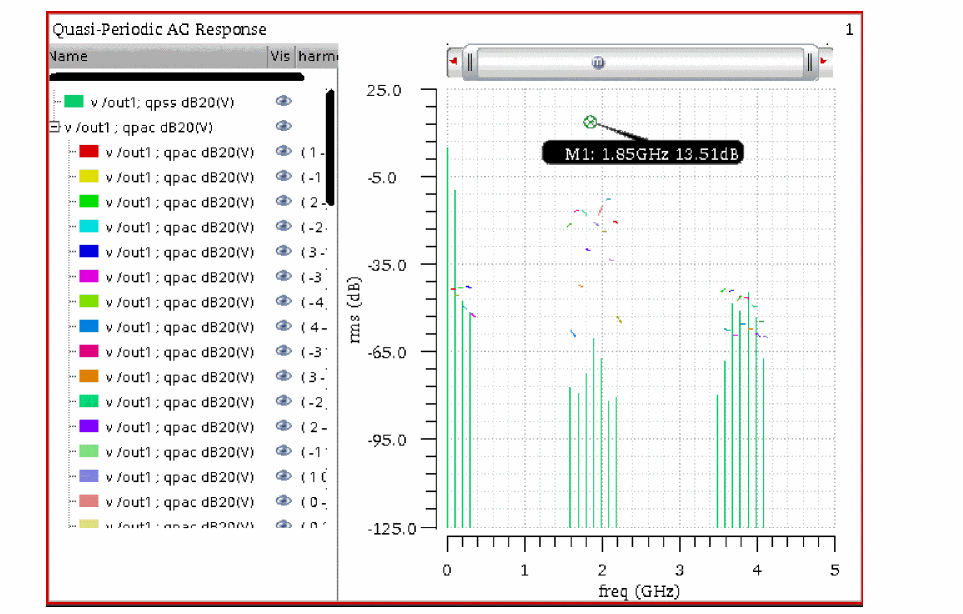 Quasi-Periodic AC Response
1
Name Vis harm
v /out1; qpss dB20(V)
v /out1 ; qpac dB20(V)
v /out1 ; qpac dB20(V) (1-
v /out1 ; qpac dB20(V) (-1
v /out1 ; qpac dB20(V) (2-
v /out1 ; qpac dB20(V) (-2
v /out1 ; qpac dB20(V) (3-
v /out1 ; qpac dB20(V) (-3
v /out1 ; qpac dB20(V) (-4
v /out1 ; qpac dB20(V) (4-
v /out1 ; qpac dB20(V) (-3
v /out1 ; qpac dB20(V) (3-
v /out1 ; qpac dB20(V) (-2
v /out1 ; qpac dB20(V) (2-
v /out1 ; qpac dB20(V) (-1
v /out1 ; qpac dB20(V) (1
v /out1 ; qpac dB20(V) (0
v /out1 ; qpac dB20(V)
M1: 1.85GHz 13.51dB
rms (dB)
25.0
-5.0
-35.0
-65.0
-95.0
-125.0
0 1 2 3 4 5
freq (GHz)